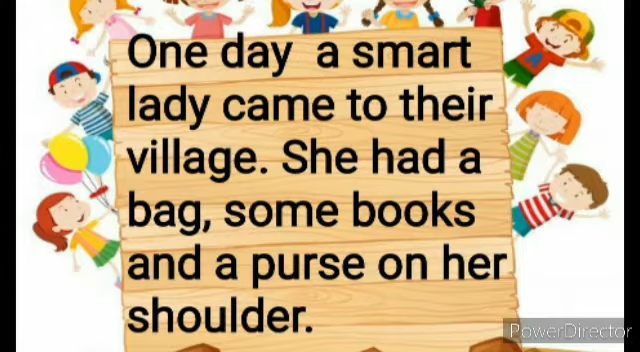 One day a smart
lady came to their
village. She had a
bag, some books
and a purse on her
shoulder.
PowerDirector